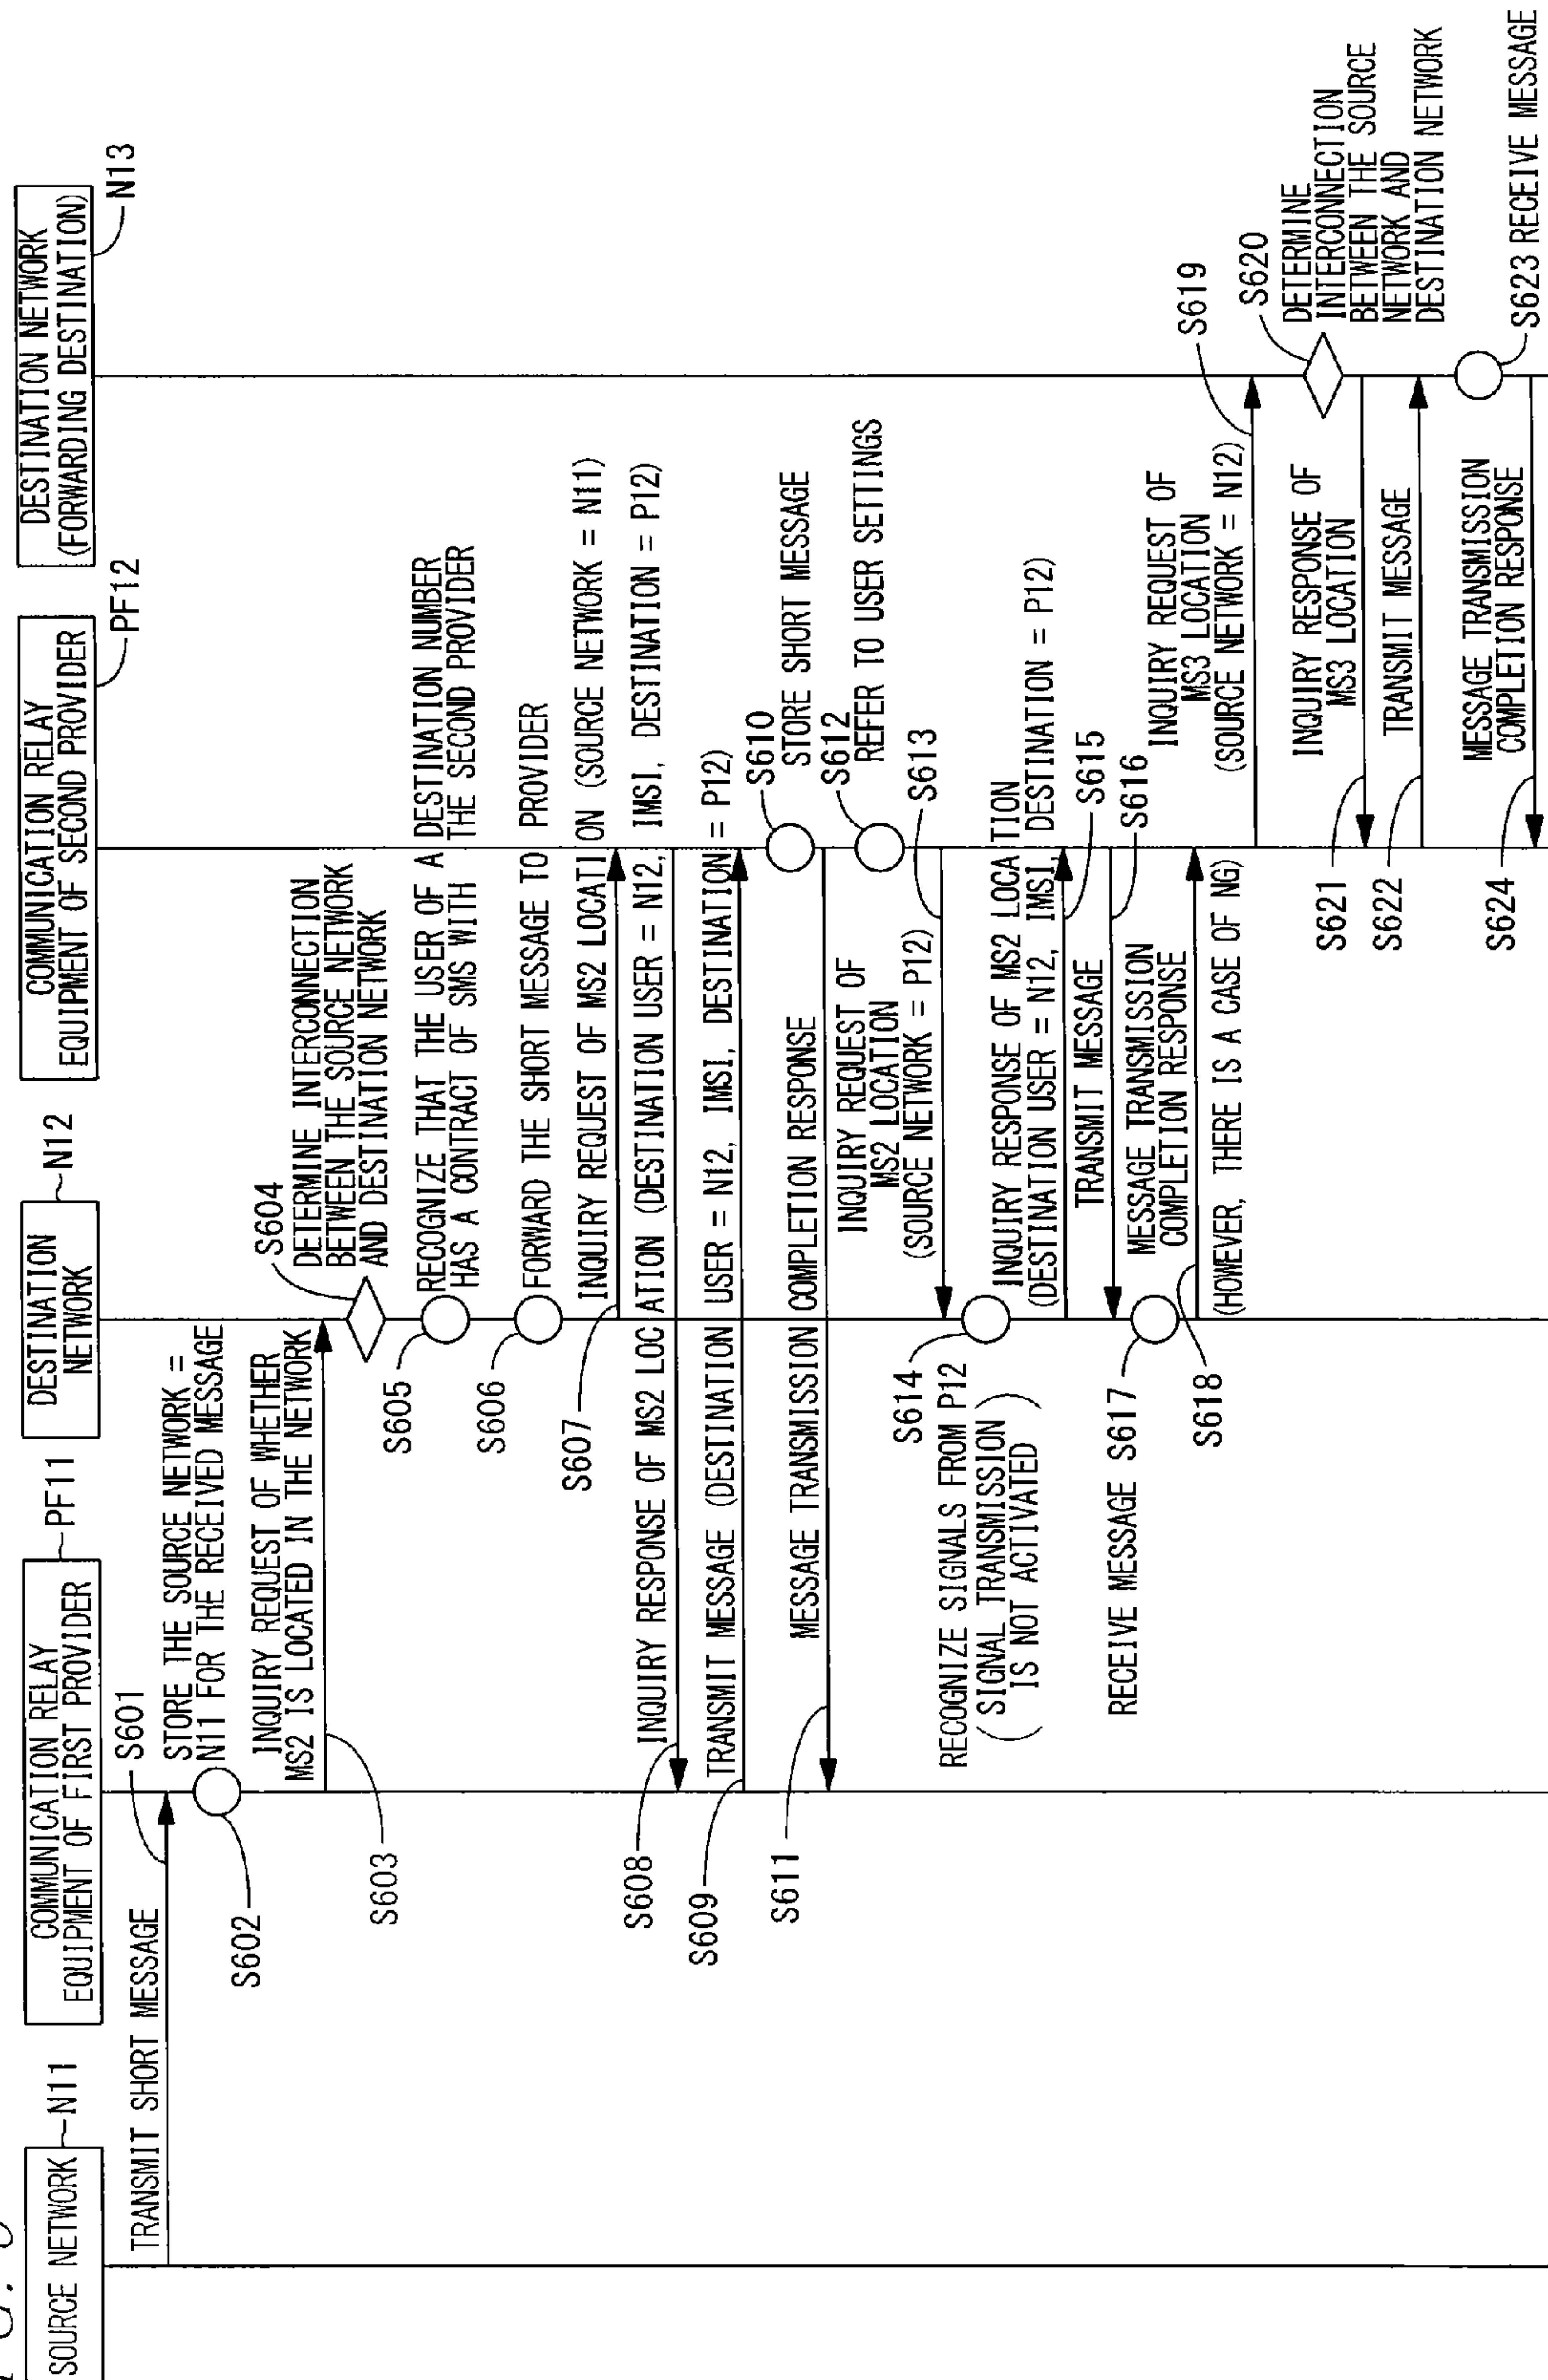 SOURCE NETWORK
N11
COMMUNICATION RELAY
EQUIPMENT OF FIRST PROVIDER
PF11
DESTINATION
NETWORK
N12
COMMUNICATION RELAY
EQUIPMENT OF SECOND PROVIDER
PF12
DESTINATION NETWORK
(FORWARDING DESTINATION)
N13
TRANSMIT SHORT MESSAGE
S601
STORE THE SOURCE NETWORK =
N11 FOR THE RECEIVED MESSAGE
S602
INQUIRY REQUEST OF WHETHER
MS2 IS LOCATED IN THE NETWORK
S603
S604
DETERMINE INTERCONNECTION
BETWEEN THE SOURCE NETWORK
AND DESTINATION NETWORK
S605
RECOGNIZE THAT THE USER OF A DESTINATION NUMBER
HAS A CONTRACT OF SMS WITH THE SECOND PROVIDER
S606
FORWARD THE SHORT MESSAGE TO PROVIDER
S607
INQUIRY REQUEST OF MS2 LOCATION (SOURCE NETWORK = N11)
S608
INQUIRY RESPONSE OF MS2 LOCATION (DESTINATION USER = N12, IMSI, DESTINATION = P12)
S609
TRANSMIT MESSAGE (DESTINATION USER = N12, IMSI, DESTINATION = P12)
S610
STORE SHORT MESSAGE
S611
MESSAGE TRANSMISSION COMPLETION RESPONSE
S612
REFER TO USER SETTINGS
INQUIRY REQUEST OF
MS2 LOCATION
(SOURCE NETWORK = P12)
S613
S614
RECOGNIZE SIGNALS FROM P12
(SIGNAL TRANSMISSION
IS NOT ACTIVATED)
INQUIRY RESPONSE OF MS2 LOCATION
(DESTINATION USER = N12, IMSI, DESTINATION = P12)
S615
TRANSMIT MESSAGE
S616
RECEIVE MESSAGE S617
MESSAGE TRANSMISSION
COMPLETION RESPONSE
S618
(HOWEVER, THERE IS A CASE OF NG)
INQUIRY REQUEST OF
MS3 LOCATION
(SOURCE NETWORK = N12)
S619
S620
DETERMINE
INTERCONNECTION
BETWEEN THE SOURCE
NETWORK AND
DESTINATION NETWORK
INQUIRY RESPONSE OF
MS3 LOCATION
S621
TRANSMIT MESSAGE
S622
S623 RECEIVE MESSAGE
MESSAGE TRANSMISSION
COMPLETION RESPONSE
S624